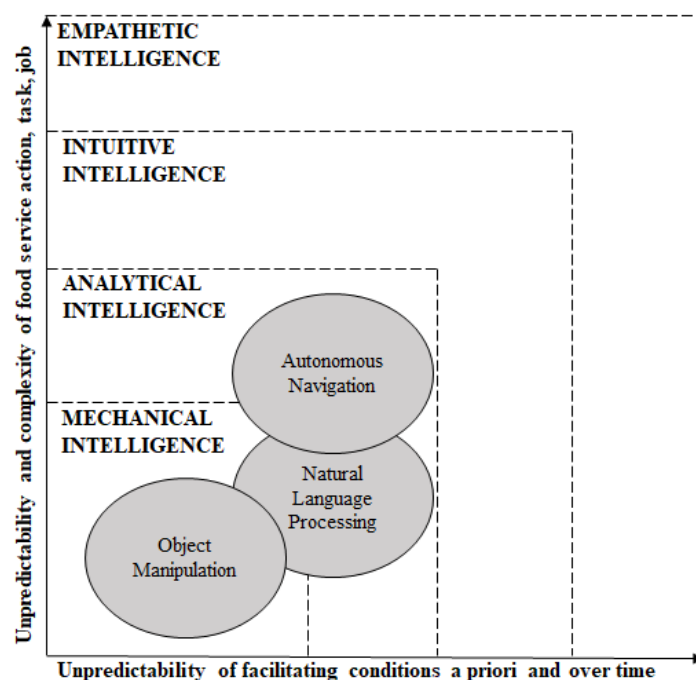 Unpredictability and complexity of food service action, task, job
EMPATHETIC
INTELLIGENCE
INTUITIVE
INTELLIGENCE
ANALYTICAL
INTELLIGENCE
Autonomous
Navigation
MECHANICAL
INTELLIGENCE
Natural
Language
Processing
Object
Manipulation
Unpredictability of facilitating conditions a priori and over time